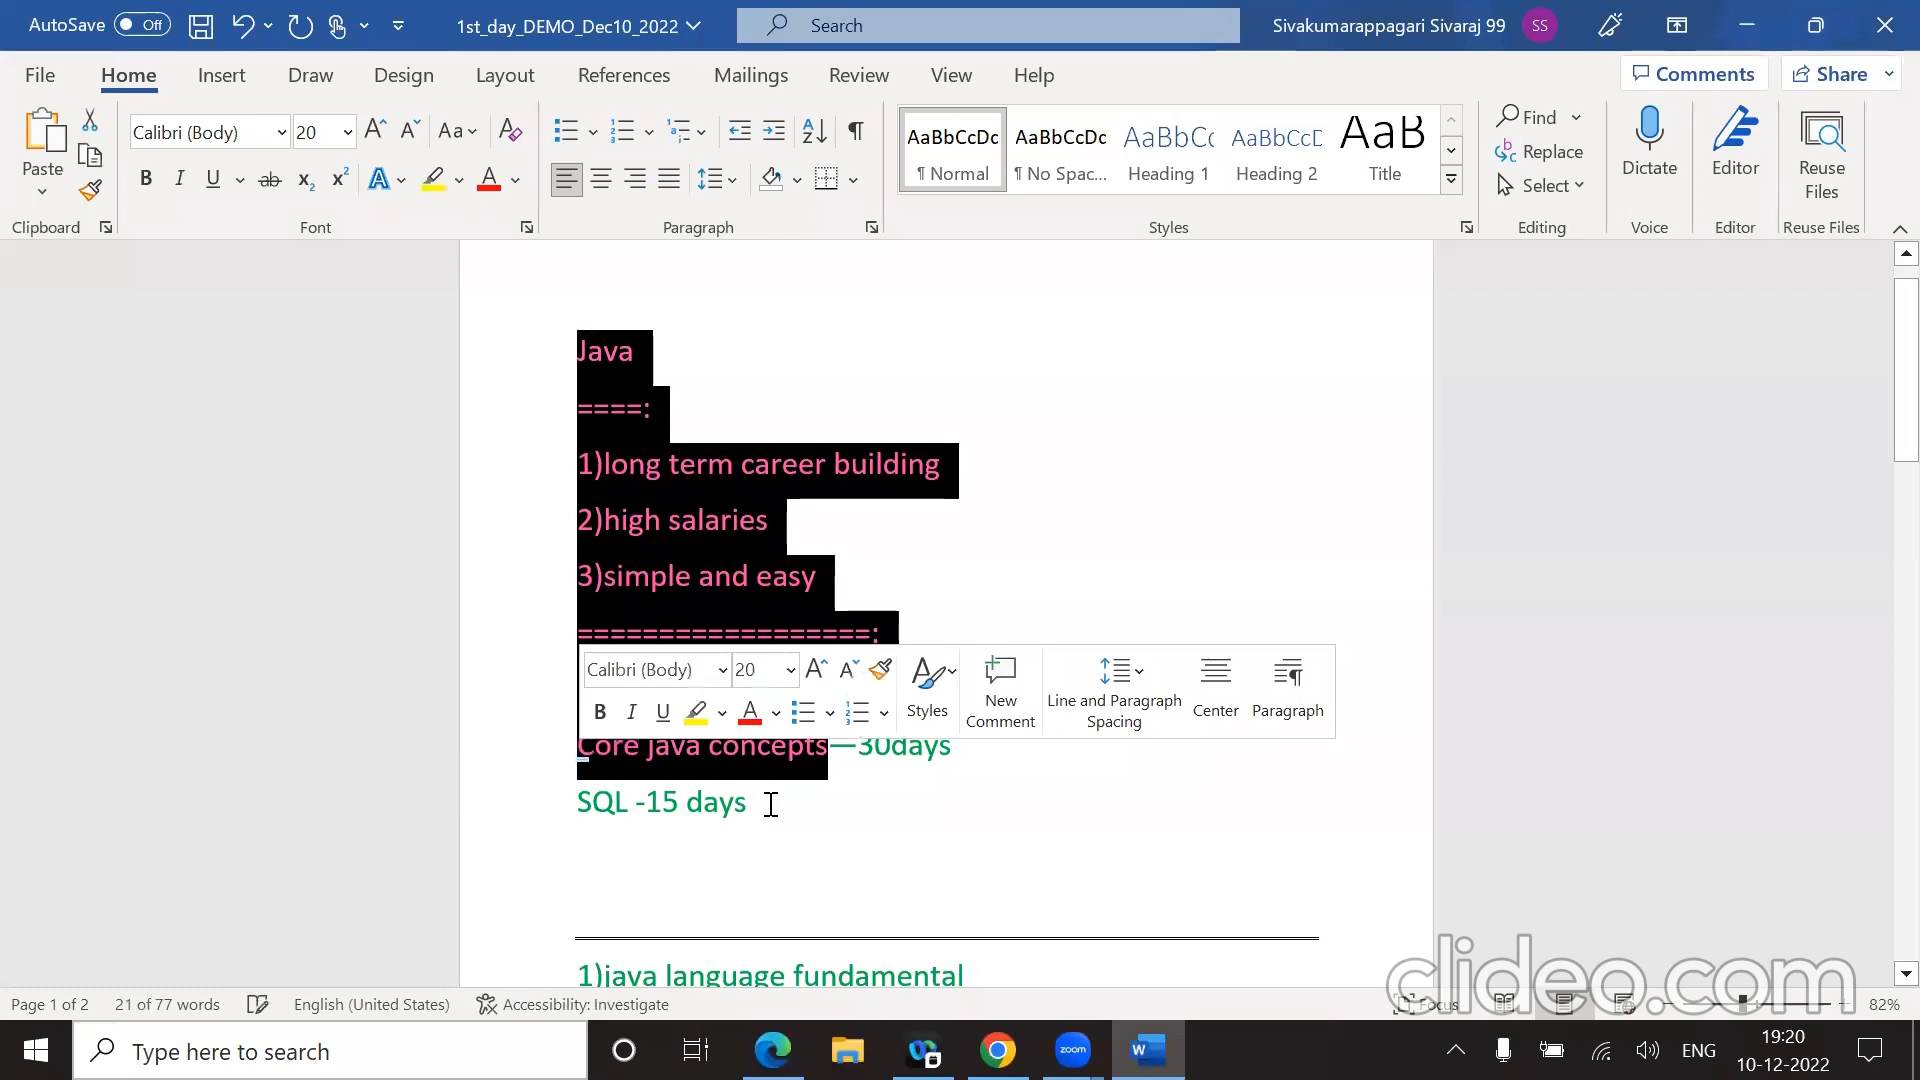 AutoSave Off 1st_day_DEMO_Dec10_2022 Search Sivakumarappagari Sivaraj 99 SS
File Home Insert Draw Design Layout References Mailings Review View Help Comments Share
Paste Calibri (Body) 20 Aa AaBbCcDc AaBbCcDc AaBbCc AaBbCcD AaB Find Replace Select Dictate Editor Reuse Files
B I U ab x₂ x² A A ¶ Normal ¶ No Spac... Heading 1 Heading 2 Title
Clipboard Font Paragraph Styles Editing Voice Editor Reuse Files
Java
====:
1)long term career building
2)high salaries
3)simple and easy
==================:
Calibri (Body) 20 Styles New Comment Line and Paragraph Spacing Center Paragraph
B I U A
Core java concepts—30days
SQL -15 days
1)java language fundamental
clideo.com
Page 1 of 2 21 of 77 words English (United States) Accessibility: Investigate Focus 82%
Type here to search zoom W ENG 19:20
10-12-2022